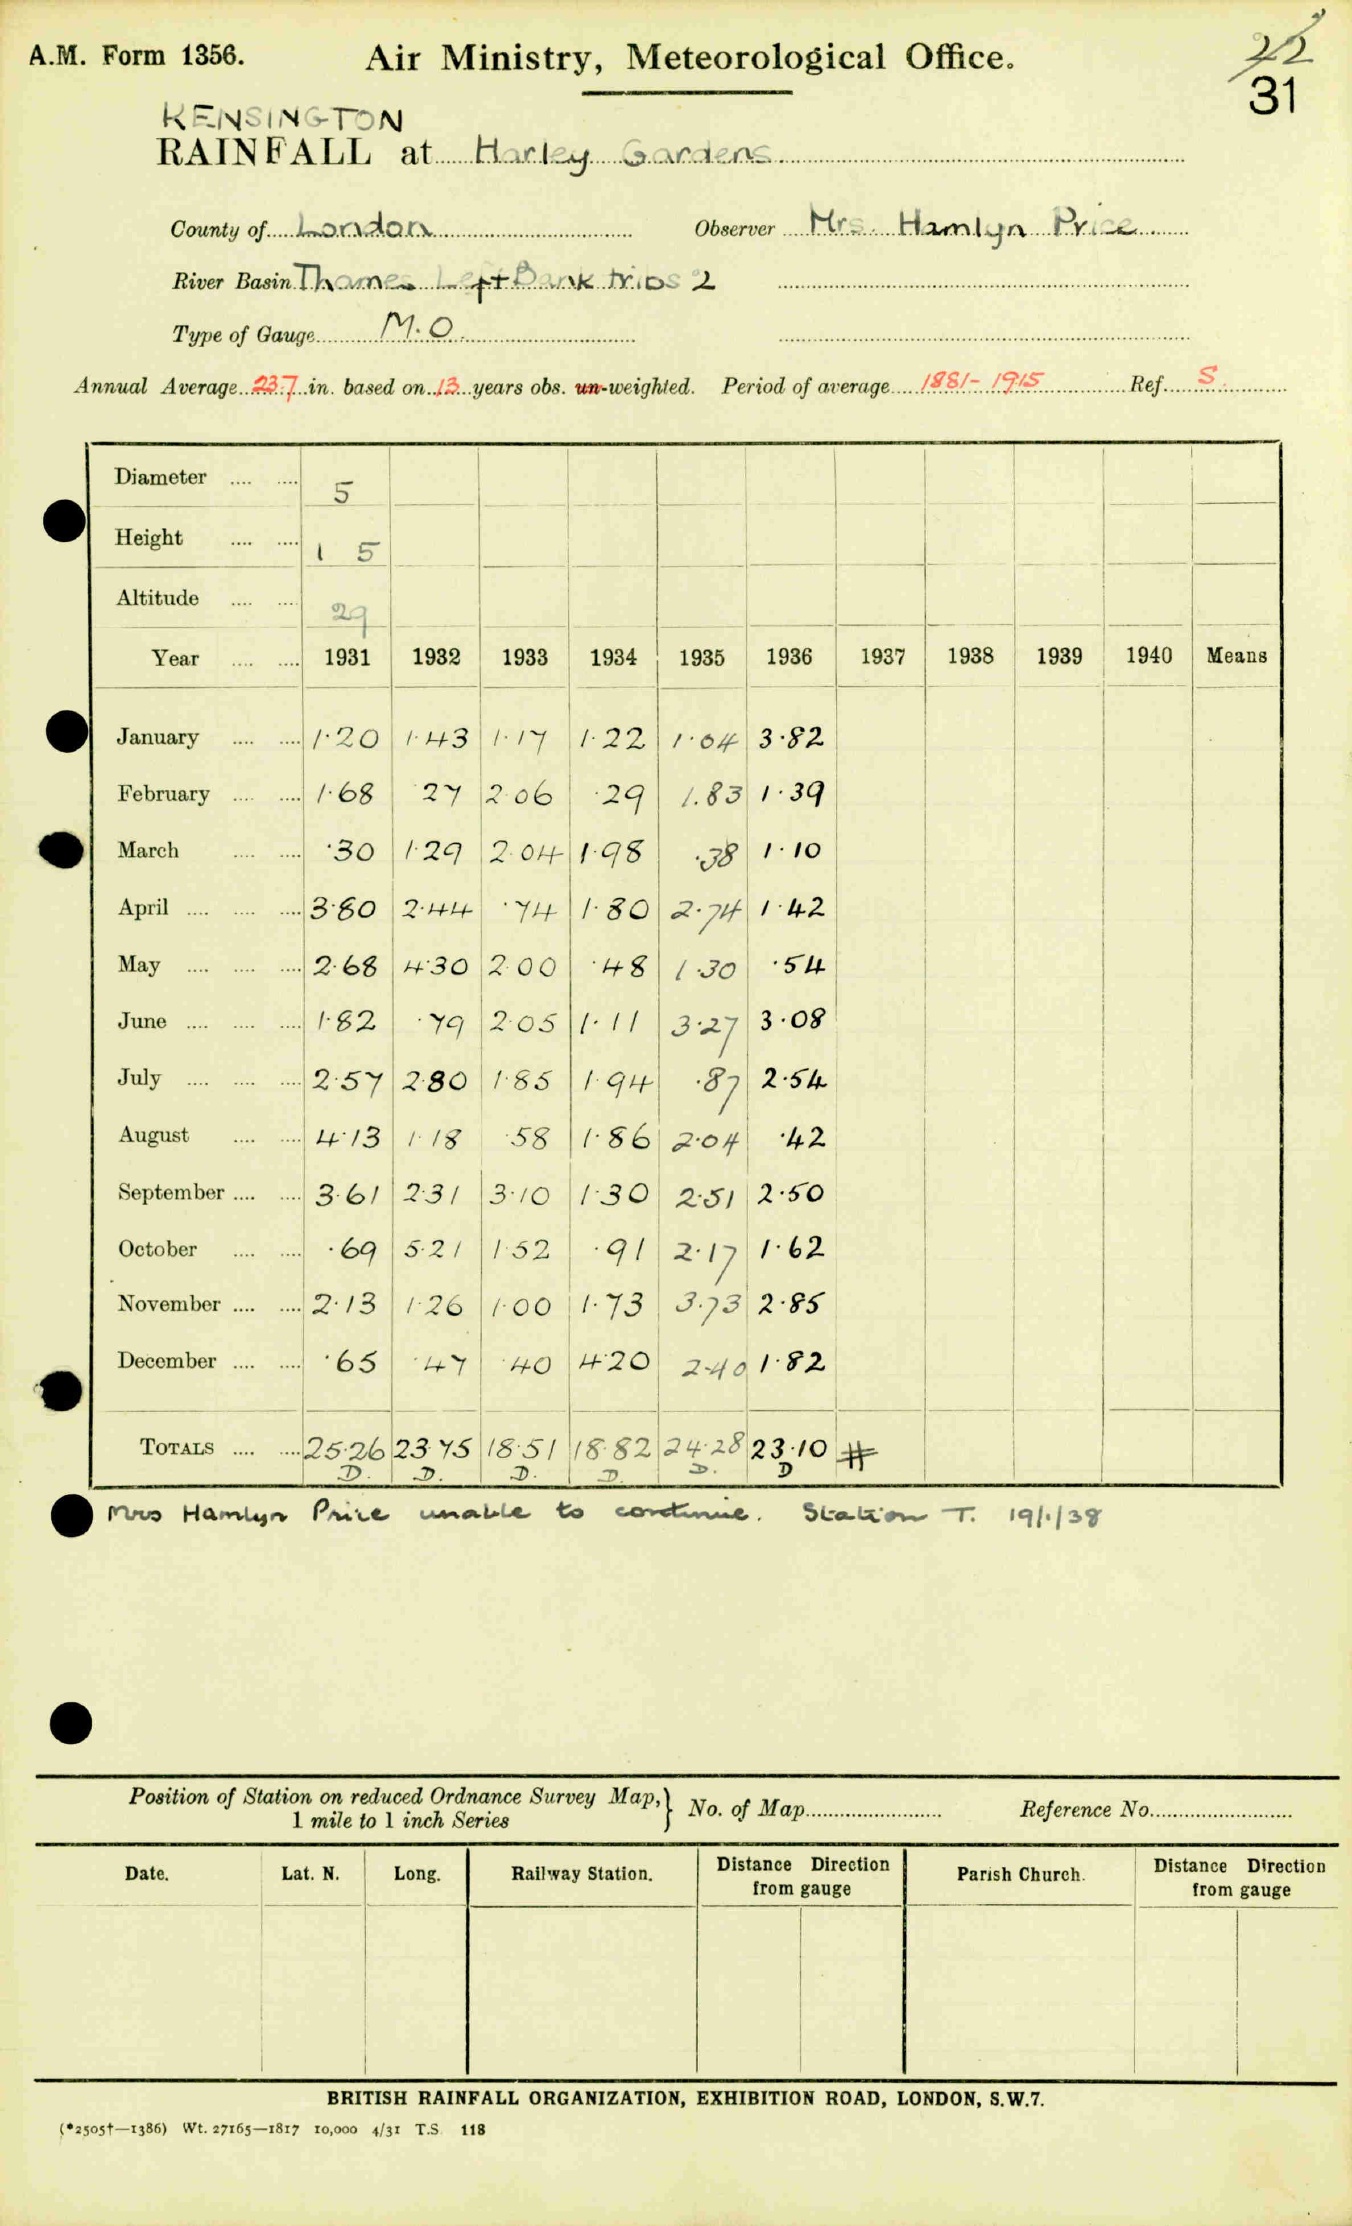 22
A.M. Form 1356. Air Ministry, Meteorological Office.
31
KENSINGTON
RAINFALL at Harley Gardens
County of London Observer Mrs. Hamlyn Price
River Basin Thames Left Bank tribs 2
Type of Gauge M.O.
Annual Average 23.7 in. based on 13 years obs. un-weighted. Period of average 1881-1915 Ref. S.
Diameter .... .... 5
Height .... .... 1 5
Altitude .... .... 29
Year .... .... 1931 1932 1933 1934 1935 1936 1937 1938 1939 1940 Means
January .... .... 1.20 1.43 1.17 1.22 1.04 3.82
February .... .... 1.68 .27 2.06 .29 1.83 1.39
March .... .... .30 1.29 2.04 1.98 .38 1.10
April .... .... .... 3.80 2.44 .74 1.80 2.74 1.42
May .... .... .... 2.68 4.30 2.00 .48 1.30 .54
June .... .... .... 1.82 .79 2.05 1.11 3.27 3.08
July .... .... .... 2.57 2.80 1.85 1.94 .87 2.54
August .... .... 4.13 1.18 .58 1.86 2.04 .42
September .... .... 3.61 2.31 3.10 1.30 2.51 2.50
October .... .... .69 5.21 1.52 .91 2.17 1.62
November .... .... 2.13 1.26 1.00 1.73 3.73 2.85
December .... .... .65 .47 .40 4.20 2.40 1.82
TOTALS .... .... 25.26 23.75 18.51 18.82 24.28 23.10 #
D. D. D. D. D. D
Mrs Hamlyn Price unable to continue. Station T. 19/1/38
Position of Station on reduced Ordnance Survey Map,} No. of Map Reference No.
1 mile to 1 inch Series
Date. Lat. N. Long. Railway Station. Distance Direction from gauge Parish Church. Distance Direction from gauge
BRITISH RAINFALL ORGANIZATION, EXHIBITION ROAD, LONDON, S.W.7.
(*2505†—1386) Wt. 27165—1817 10,000 4/31 T.S. 118